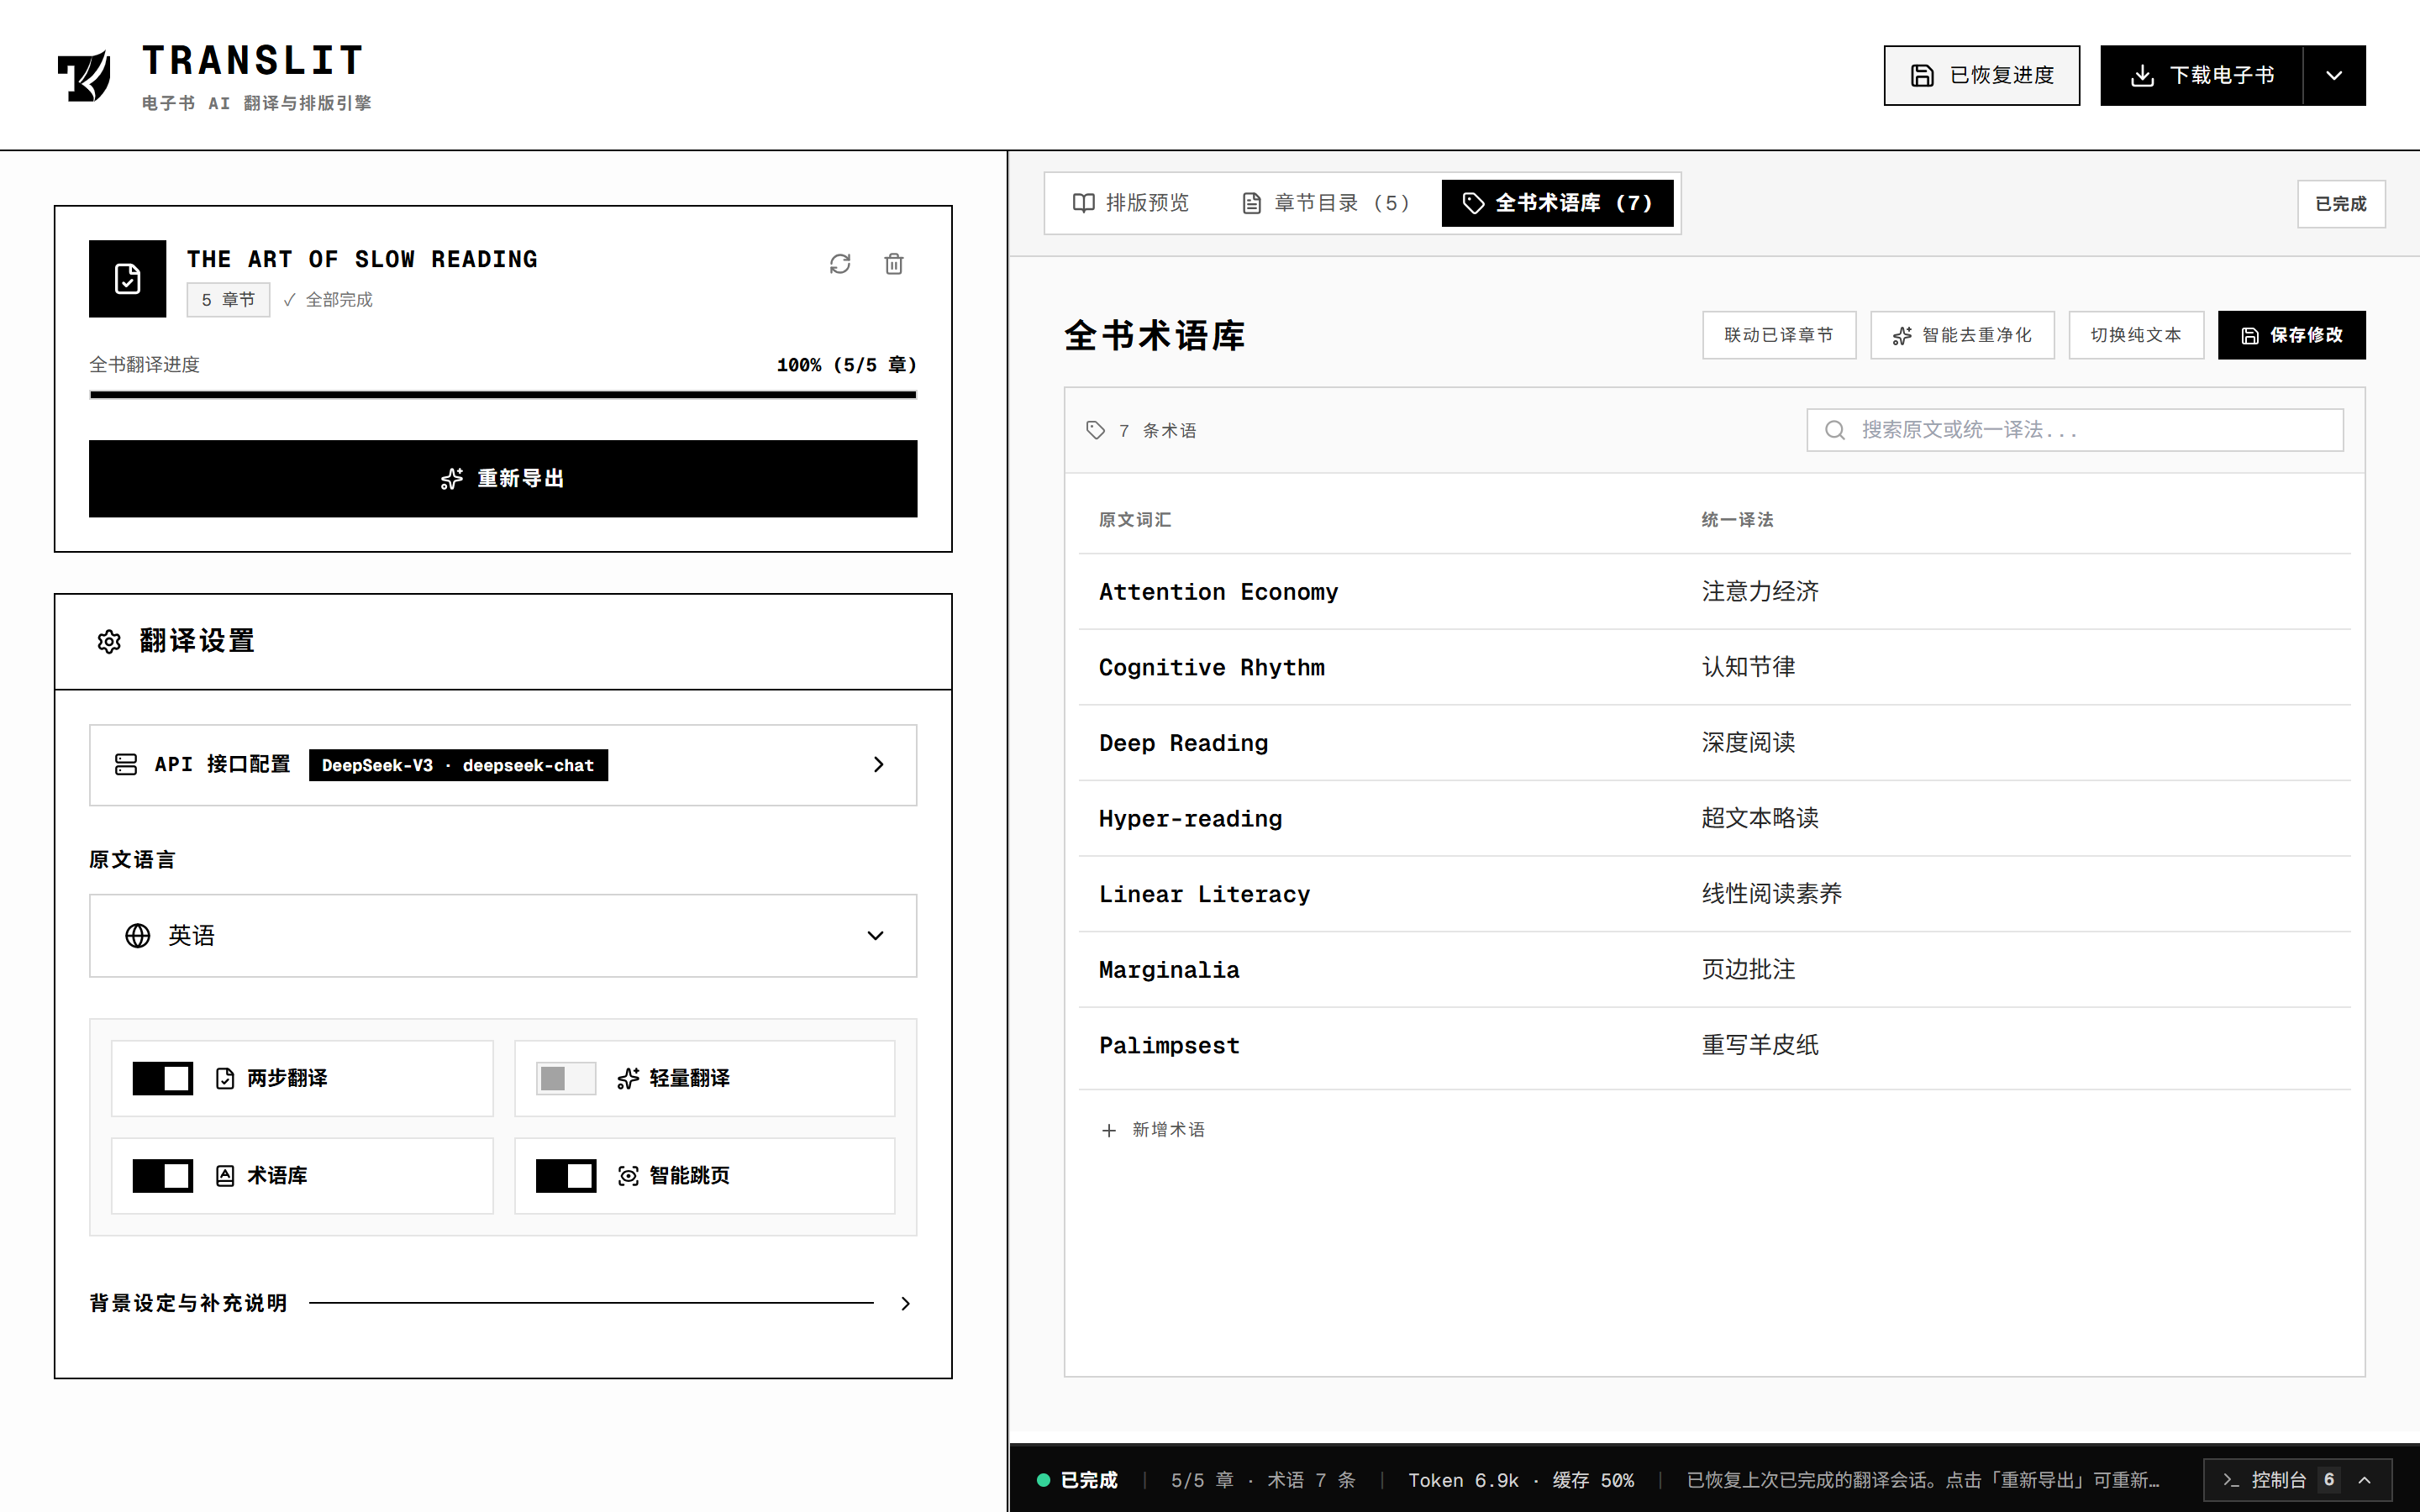 TRANSLIT
电子书 AI 翻译与排版引擎
已恢复进度
下载电子书
THE ART OF SLOW READING
5 章节
✓ 全部完成
全书翻译进度
100% (5/5 章)
重新导出
翻译设置
API 接口配置
DeepSeek-V3 · deepseek-chat
原文语言
英语
两步翻译
轻量翻译
术语库
智能跳页
背景设定与补充说明
排版预览
章节目录 (5)
全书术语库 (7)
已完成
全书术语库
联动已译章节
智能去重净化
切换纯文本
保存修改
7 条术语
搜索原文或统一译法...
原文词汇 统一译法
Attention Economy 注意力经济
Cognitive Rhythm 认知节律
Deep Reading 深度阅读
Hyper-reading 超文本略读
Linear Literacy 线性阅读素养
Marginalia 页边批注
Palimpsest 重写羊皮纸
新增术语
已完成 | 5/5 章 · 术语 7 条 | Token 6.9k · 缓存 50% | 已恢复上次已完成的翻译会话。点击「重新导出」可重新…
控制台 6